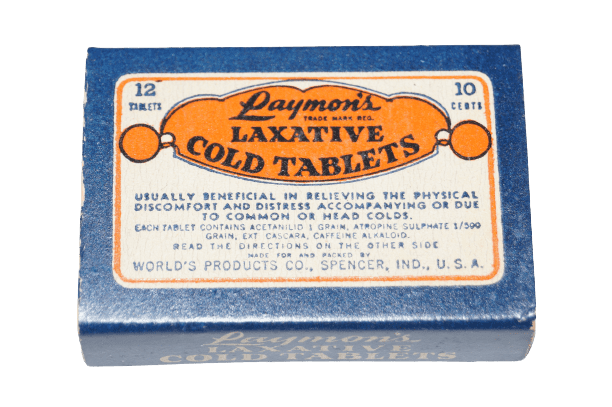 12 TABLETS
10 CENTS
Laymon's
TRADE MARK REG.
LAXATIVE
COLD TABLETS
USUALLY BENEFICIAL IN RELIEVING THE PHYSICAL
DISCOMFORT AND DISTRESS ACCOMPANYING OR DUE
TO COMMON OR HEAD COLDS.
EACH TABLET CONTAINS ACETANILID 1 GRAIN, ATROPINE SULPHATE 1/500
GRAIN, EXT. CASCARA, CAFFEINE ALKALOID.
READ THE DIRECTIONS ON THE OTHER SIDE
MADE FOR AND PACKED BY
WORLD'S PRODUCTS CO., SPENCER, IND., U.S.A.
Laymon's
LAXATIVE
COLD TABLETS